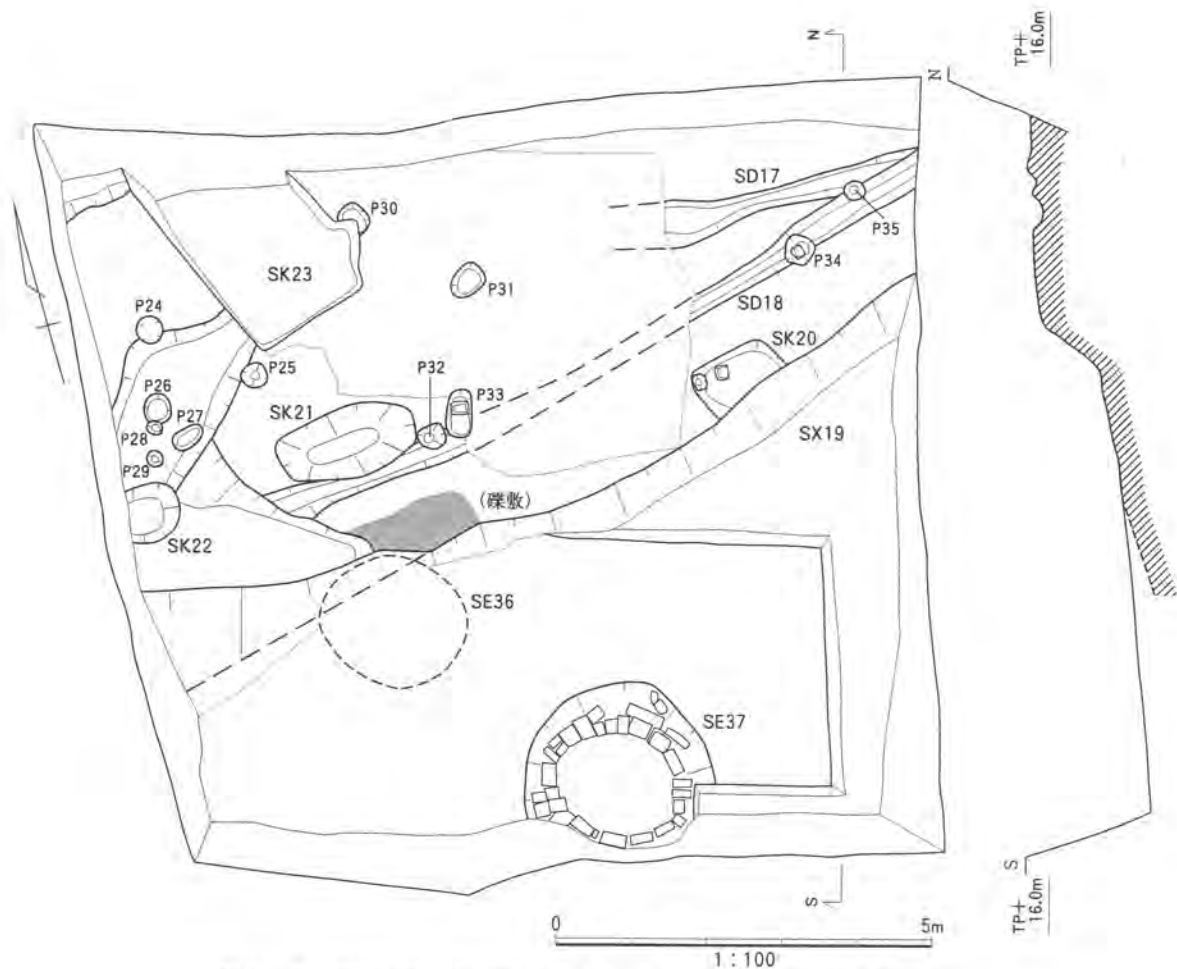 N
TP+
16.0m
N
SD17
P30
P35
SK23
P31
P34
SD18
P24
SK20
P25
P32
P33
P26
SK21
P27
P28
SX19
P29
(礫敷)
SK22
SE36
SE37
S
S
TP+
16.0m
0
5m
1:100